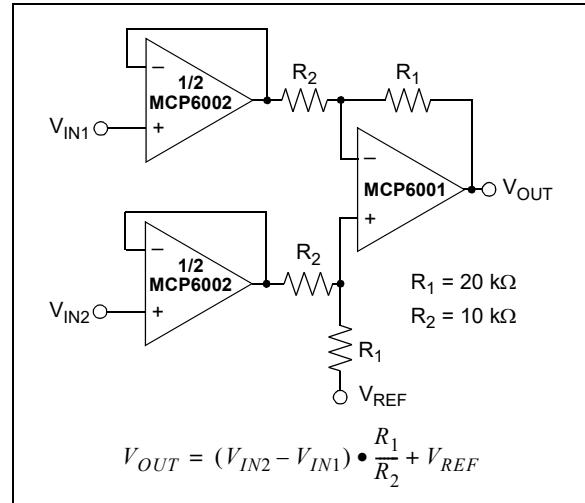 1/2
MCP6002
−
+
V_IN1
R_2
R_1
−
+
MCP6001
V_OUT
1/2
MCP6002
−
+
V_IN2
R_2
R_1 = 20 kΩ
R_2 = 10 kΩ
R_1
V_REF
V_OUT = (V_IN2 − V_IN1) • R_1/R_2 + V_REF